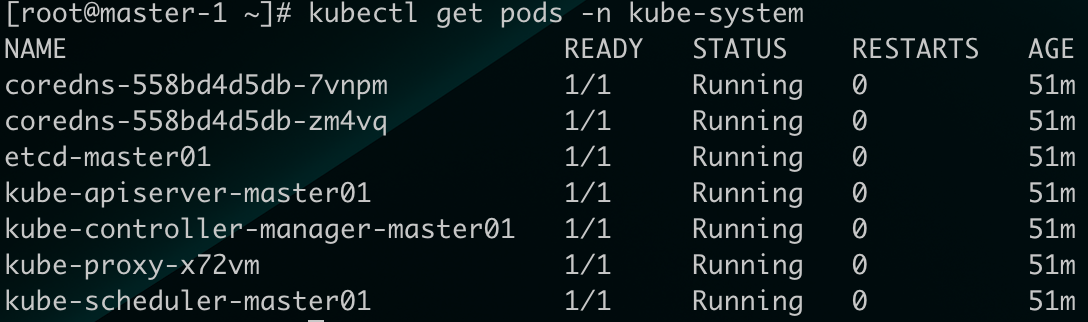 [root@master-1 ~]# kubectl get pods -n kube-system
NAME READY STATUS RESTARTS AGE
coredns-558bd4d5db-7vnpm 1/1 Running 0 51m
coredns-558bd4d5db-zm4vq 1/1 Running 0 51m
etcd-master01 1/1 Running 0 51m
kube-apiserver-master01 1/1 Running 0 51m
kube-controller-manager-master01 1/1 Running 0 51m
kube-proxy-x72vm 1/1 Running 0 51m
kube-scheduler-master01 1/1 Running 0 51m